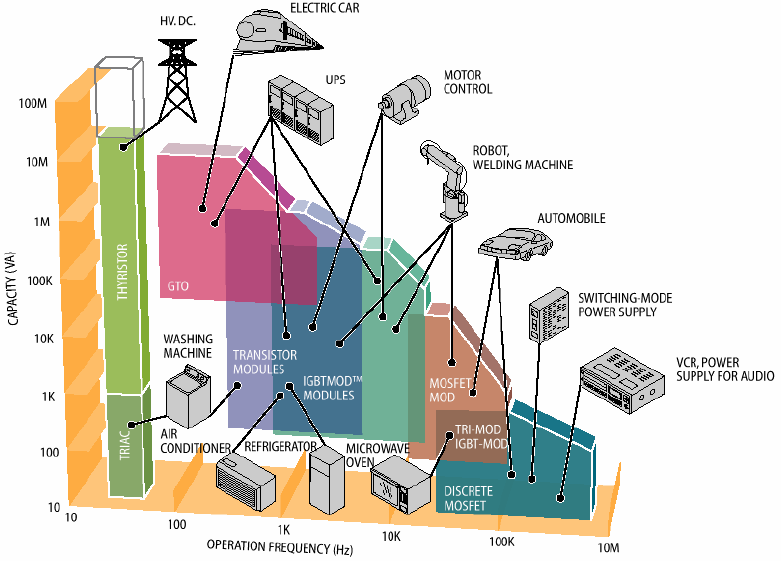 ELECTRIC CAR
HV. DC.
UPS
MOTOR
CONTROL
100M
ROBOT,
WELDING MACHINE
10M
AUTOMOBILE
1M
CAPACITY (VA)
THYRISTOR
GTO
100K
SWITCHING-MODE
POWER SUPPLY
10K
WASHING
MACHINE
TRANSISTOR
MODULES
IGBTMOD™
MODULES
MOSFET
MOD
VCR, POWER
SUPPLY FOR AUDIO
1K
TRIAC
AIR
CONDITIONER
REFRIGERATOR
MICROWAVE
OVEN
TRI-MOD
IGBT-MOD
100
DISCRETE
MOSFET
10
10
100
1K
10K
100K
10M
OPERATION FREQUENCY (Hz)